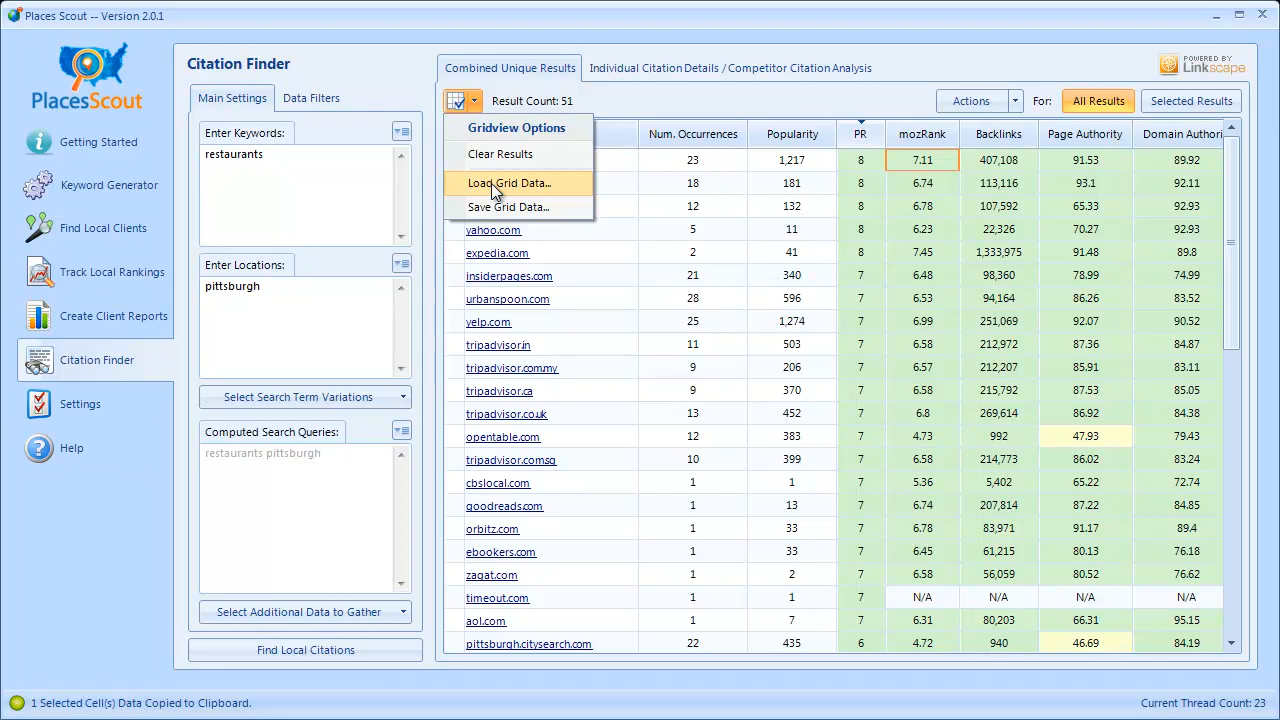 Places Scout -- Version 2.0.1
PlacesScout
Getting Started
Keyword Generator
Find Local Clients
Track Local Rankings
Create Client Reports
Citation Finder
Settings
Help
Citation Finder
Main Settings
Data Filters
Enter Keywords:
restaurants
Enter Locations:
pittsburgh
Select Search Term Variations
Computed Search Queries:
restaurants pittsburgh
Select Additional Data to Gather
Find Local Citations
Combined Unique Results
Individual Citation Details / Competitor Citation Analysis
POWERED BY
Linkscape
Result Count: 51
Actions
For:
All Results
Selected Results
Gridview Options
Clear Results
Load Grid Data...
Save Grid Data...
Num. Occurrences Popularity PR mozRank Backlinks Page Authority Domain Authori
23 1,217 8 7.11 407,108 91.53 89.92
18 181 8 6.74 113,116 93.1 92.11
12 132 8 6.78 107,592 65.33 92.93
yahoo.com 5 11 8 6.23 22,326 70.27 92.93
expedia.com 2 41 8 7.45 1,333,975 91.48 89.8
insiderpages.com 21 340 7 6.48 98,360 78.99 74.99
urbanspoon.com 28 596 7 6.53 94,164 86.26 83.52
yelp.com 25 1,274 7 6.99 251,069 92.07 90.52
tripadvisor.in 11 503 7 6.58 212,972 87.36 84.87
tripadvisor.com.my 9 206 7 6.57 212,207 85.91 83.11
tripadvisor.ca 9 370 7 6.58 215,792 87.53 85.05
tripadvisor.co.uk 13 452 7 6.8 269,614 86.92 84.38
opentable.com 12 383 7 4.73 992 47.93 79.43
tripadvisor.com.sg 10 399 7 6.58 214,773 86.02 83.24
cbslocal.com 1 1 7 5.36 5,402 65.22 72.74
goodreads.com 1 13 7 6.74 207,814 87.22 84.85
orbitz.com 1 33 7 6.78 83,971 91.17 89.4
ebookers.com 1 33 7 6.45 61,215 80.13 76.18
zagat.com 1 2 7 6.58 56,059 80.52 76.62
timeout.com 1 1 7 N/A N/A N/A N/A
aol.com 1 7 7 6.31 80,203 66.31 95.15
pittsburgh.citysearch.com 22 435 6 4.72 940 46.69 84.19
1 Selected Cell(s) Data Copied to Clipboard.
Current Thread Count: 23